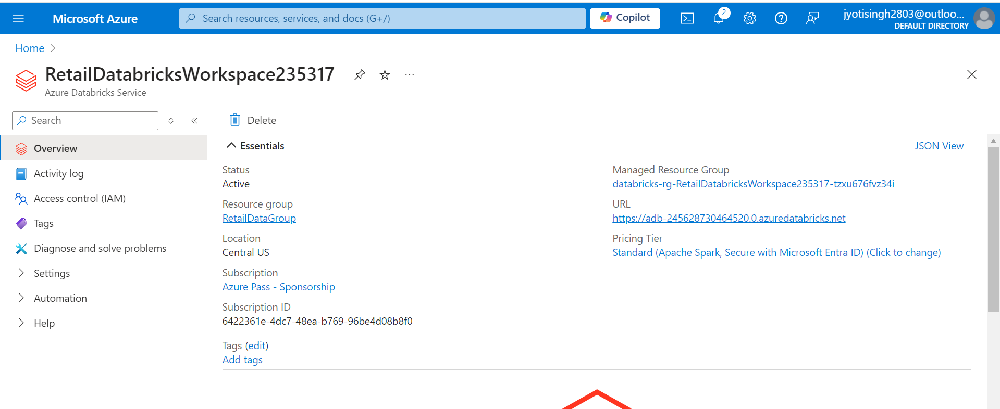 Microsoft Azure
Search resources, services, and docs (G+/)
Copilot
2
jyotisingh2803@outloo...
DEFAULT DIRECTORY
Home
RetailDatabricksWorkspace235317
Azure Databricks Service
Search
Delete
Overview
Activity log
Access control (IAM)
Tags
Diagnose and solve problems
Settings
Automation
Help
Essentials
JSON View
Status
Active
Resource group
RetailDataGroup
Location
Central US
Subscription
Azure Pass - Sponsorship
Subscription ID
6422361e-4dc7-48ea-b769-96be4d08b8f0
Tags (edit)
Add tags
Managed Resource Group
databricks-rg-RetailDatabricksWorkspace235317-tzxu676fvz34i
URL
https://adb-245628730464520.0.azuredatabricks.net
Pricing Tier
Standard (Apache Spark, Secure with Microsoft Entra ID) (Click to change)